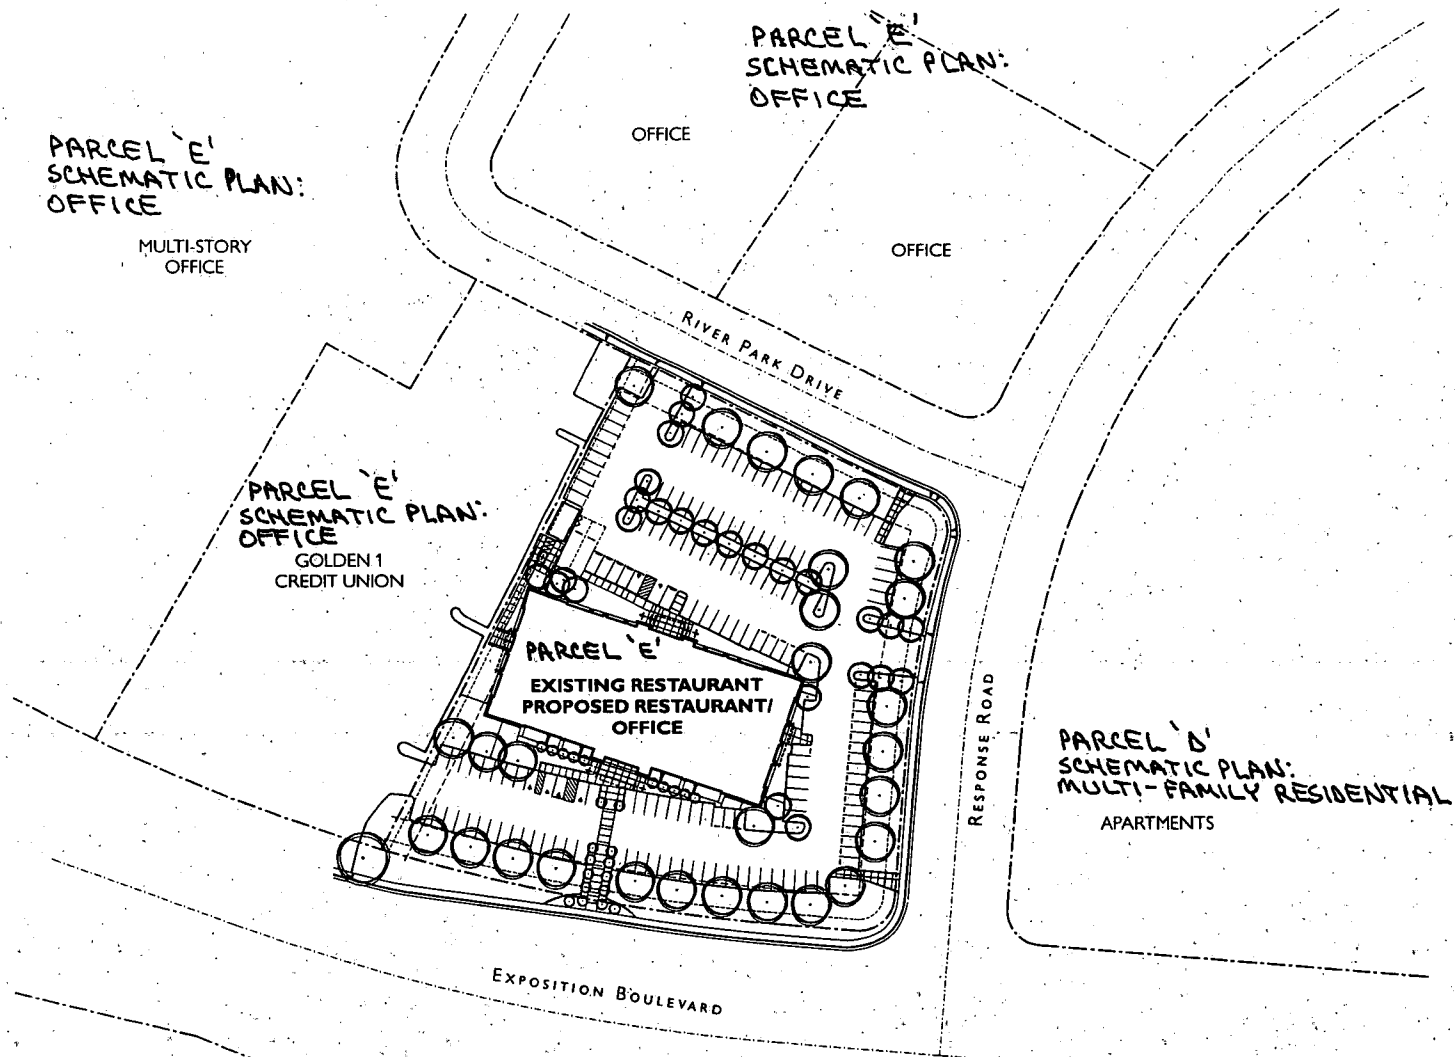 PARCEL `E'
SCHEMATIC PLAN:
OFFICE
OFFICE
PARCEL `E'
SCHEMATIC PLAN:
OFFICE
MULTI-STORY
OFFICE
OFFICE
RIVER PARK DRIVE
PARCEL `E'
SCHEMATIC PLAN:
OFFICE
GOLDEN 1
CREDIT UNION
PARCEL `E'
EXISTING RESTAURANT
PROPOSED RESTAURANT/
OFFICE
RESPONSE ROAD
PARCEL `D'
SCHEMATIC PLAN:
MULTI-FAMILY RESIDENTIAL
APARTMENTS
EXPOSITION BOULEVARD